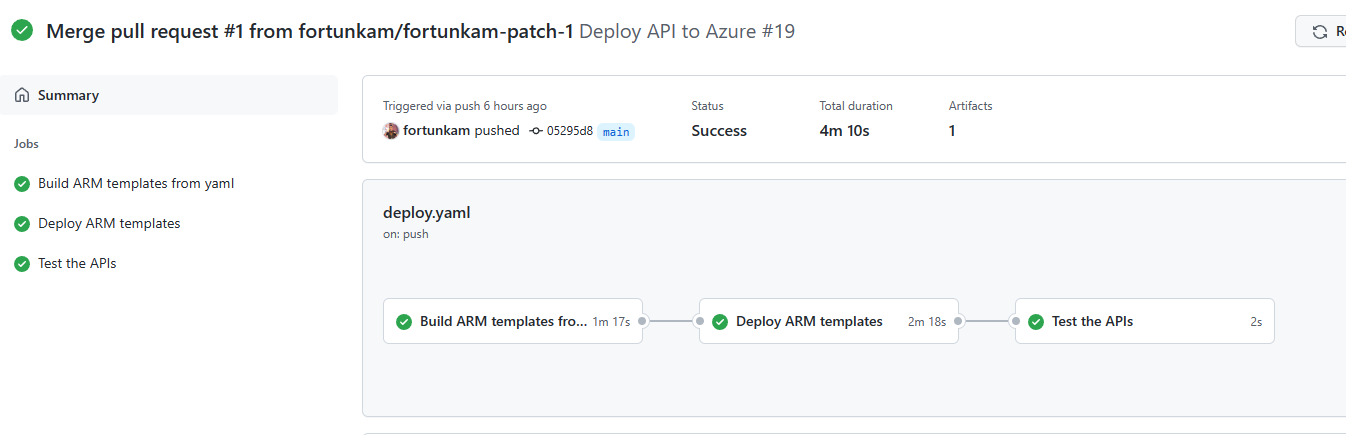 Merge pull request #1 from fortunkam/fortunkam-patch-1 Deploy API to Azure #19
Summary
Jobs
Build ARM templates from yaml
Deploy ARM templates
Test the APIs
Triggered via push 6 hours ago
fortunkam pushed 05295d8 main
Status
Success
Total duration
4m 10s
Artifacts
1
deploy.yaml
on: push
Build ARM templates fro... 1m 17s
Deploy ARM templates 2m 18s
Test the APIs 2s